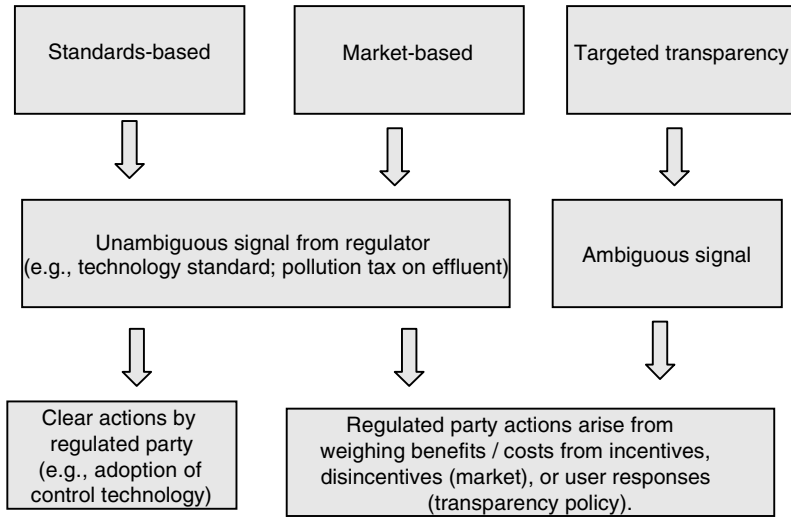 Standards-based
Market-based
Targeted transparency
Unambiguous signal from regulator
(e.g., technology standard; pollution tax on effluent)
Ambiguous signal
Clear actions by
regulated party
(e.g., adoption of
control technology)
Regulated party actions arise from
weighing benefits / costs from incentives,
disincentives (market), or user responses
(transparency policy).